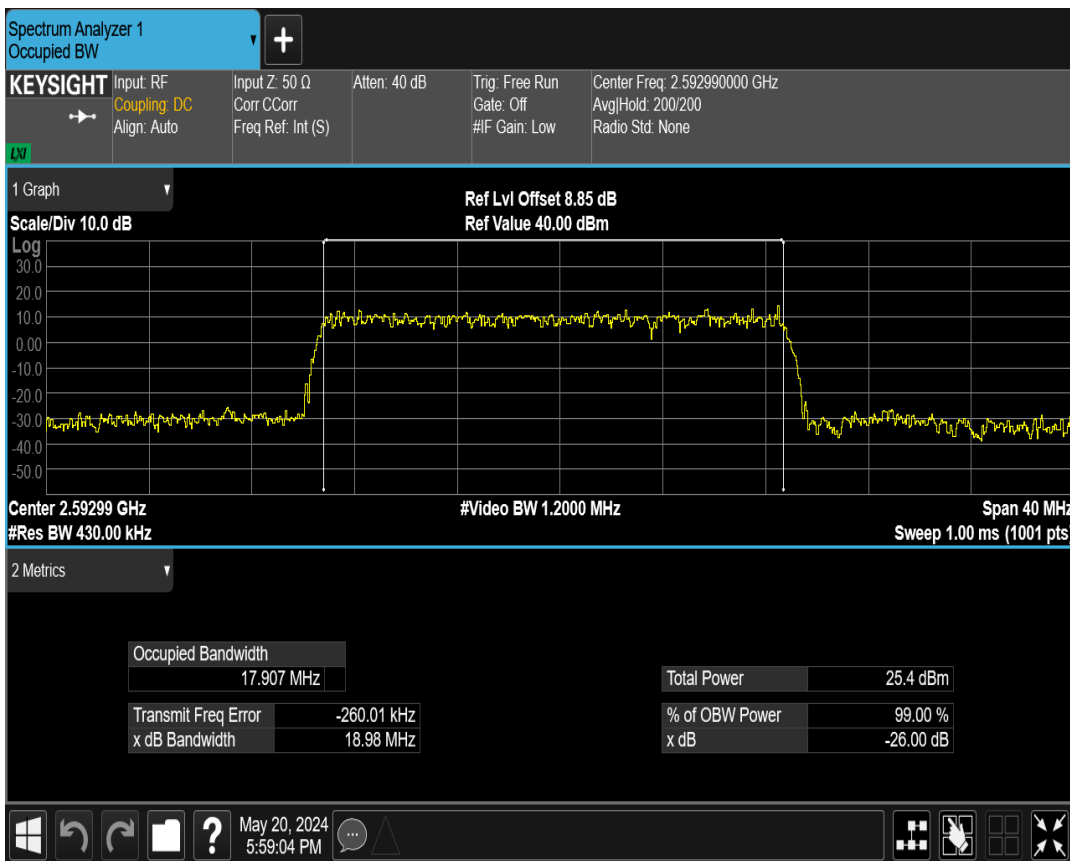 Spectrum Analyzer 1
Occupied BW
+
KEYSIGHT
LXI
Input: RF
Coupling: DC
Align: Auto
Input Z: 50 Ω
Corr CCorr
Freq Ref: Int (S)
Atten: 40 dB
Trig: Free Run
Gate: Off
#IF Gain: Low
Center Freq: 2.592990000 GHz
Avg|Hold: 200/200
Radio Std: None
1 Graph
Scale/Div 10.0 dB
Ref Lvl Offset 8.85 dB
Ref Value 40.00 dBm
Log
30.0
20.0
10.0
0.00
-10.0
-20.0
-30.0
-40.0
-50.0
Center 2.59299 GHz
#Video BW 1.2000 MHz
Span 40 MHz
#Res BW 430.00 kHz
Sweep 1.00 ms (1001 pts)
2 Metrics
Occupied Bandwidth
17.907 MHz
Transmit Freq Error -260.01 kHz
x dB Bandwidth 18.98 MHz
Total Power 25.4 dBm
% of OBW Power 99.00 %
x dB -26.00 dB
?
May 20, 2024
5:59:04 PM